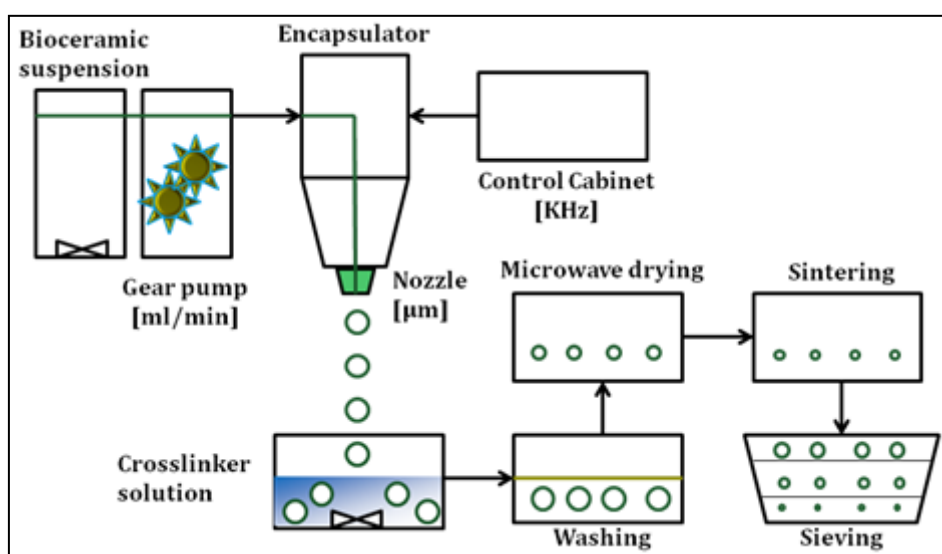 Bioceramic
suspension
Encapsulator
Control Cabinet
[KHz]
Gear pump
[ml/min]
Nozzle
[µm]
Microwave drying
Sintering
Crosslinker
solution
Washing
Sieving